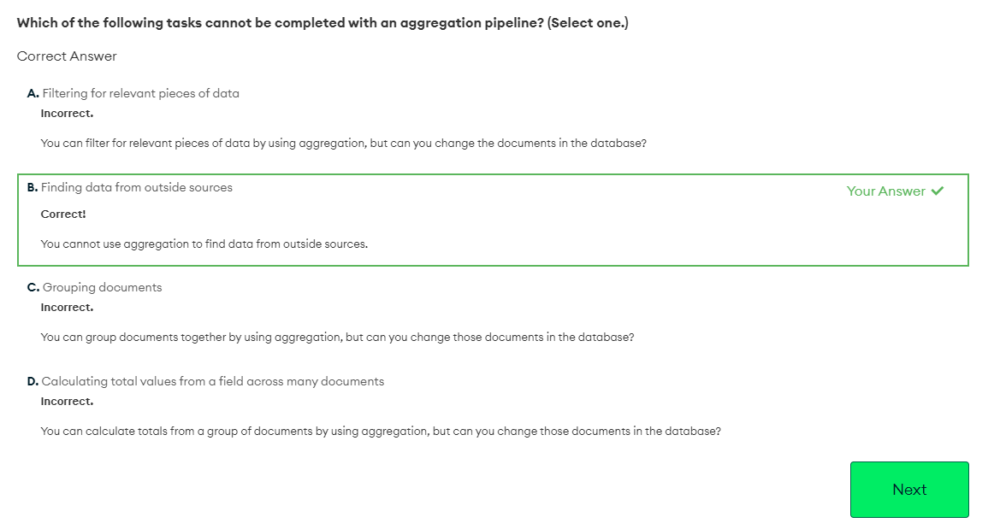 Which of the following tasks cannot be completed with an aggregation pipeline? (Select one.)
Correct Answer
A. Filtering for relevant pieces of data
Incorrect.
You can filter for relevant pieces of data by using aggregation, but can you change the documents in the database?
B. Finding data from outside sources
Your Answer ✓
Correct!
You cannot use aggregation to find data from outside sources.
C. Grouping documents
Incorrect.
You can group documents together by using aggregation, but can you change those documents in the database?
D. Calculating total values from a field across many documents
Incorrect.
You can calculate totals from a group of documents by using aggregation, but can you change those documents in the database?
Next